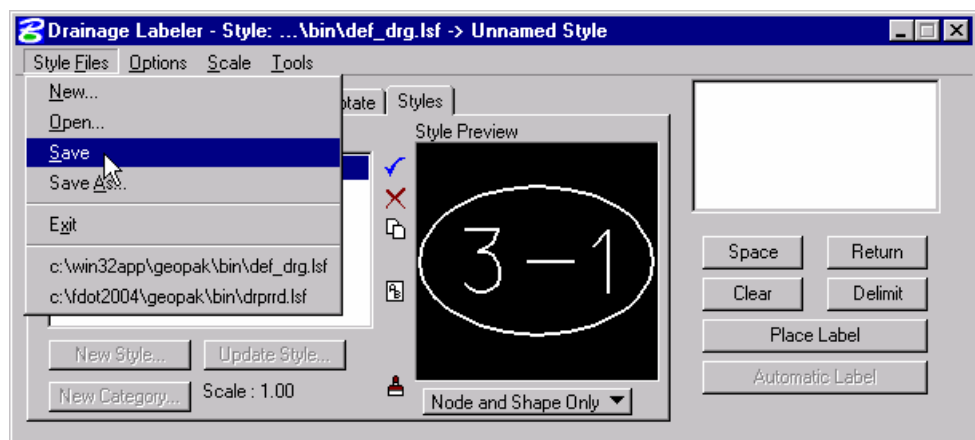 Drainage Labeler - Style: ...\bin\def_drg.lsf -> Unnamed Style
Style Files Options Scale Tools
New...
Open...
Save
Save As...
Exit
c:\win32app\geopak\bin\def_drg.lsf
c:\fdot2004\geopak\bin\drprrd.lsf
Styles
Style Preview
3-1
New Style... Update Style...
New Category... Scale : 1.00
Node and Shape Only
Space Return
Clear Delimit
Place Label
Automatic Label